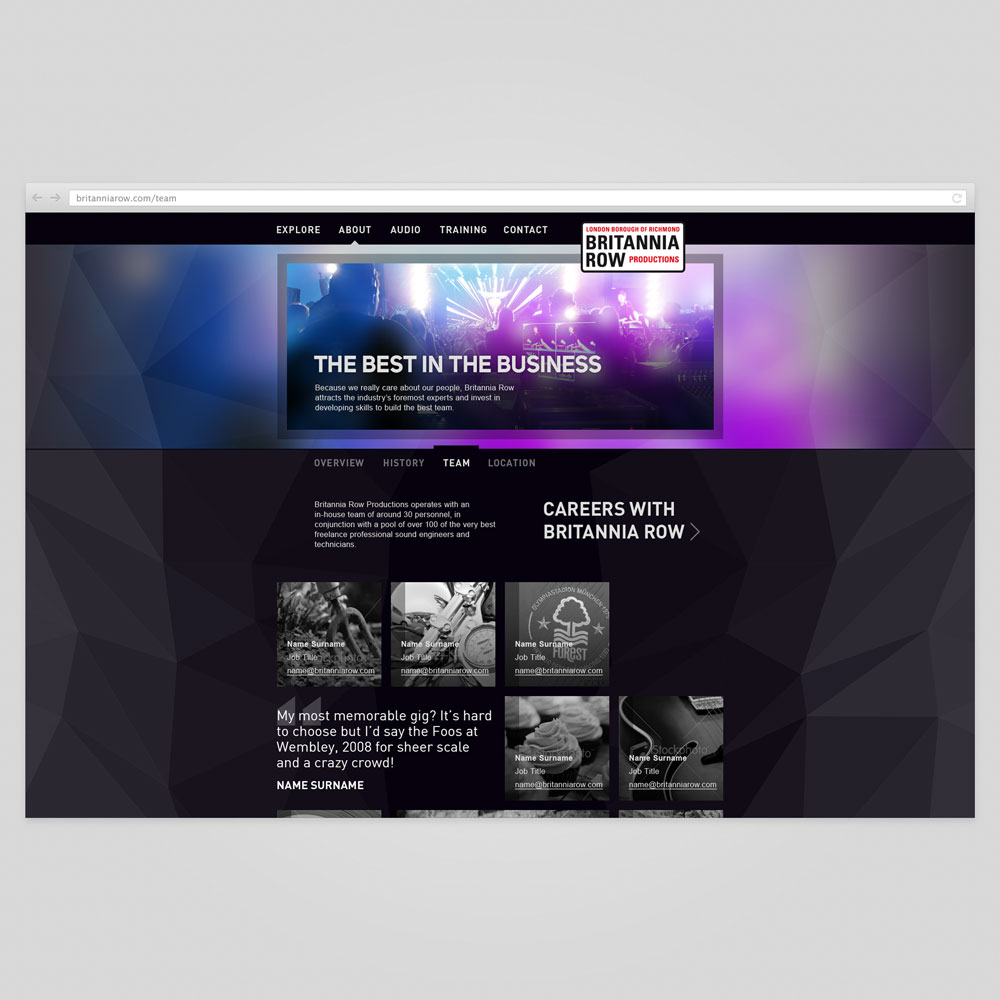 britanniarow.com/team
EXPLORE ABOUT AUDIO TRAINING CONTACT
LONDON BOROUGH OF RICHMOND
BRITANNIA
ROW PRODUCTIONS
THE BEST IN THE BUSINESS
Because we really care about our people, Britannia Row
attracts the industry's foremost experts and invest in
developing skills to build the best team.
OVERVIEW HISTORY TEAM LOCATION
Britannia Row Productions operates with an
in-house team of around 30 personnel, in
conjunction with a pool of over 100 of the very best
freelance professional sound engineers and
technicians.
CAREERS WITH
BRITANNIA ROW
Name Surname
Job Title
name@britanniarow.com
Name Surname
Job Title
name@britanniarow.com
OLYMPIASTADION MÜNCHEN
FOREST
Name Surname
Job Title
name@britanniarow.com
My most memorable gig? It's hard
to choose but I'd say the Foos at
Wembley, 2008 for sheer scale
and a crazy crowd!
NAME SURNAME
iStockphoto
Name Surname
Job Title
name@britanniarow.com
iStockphoto
Name Surname
Job Title
name@britanniarow.com